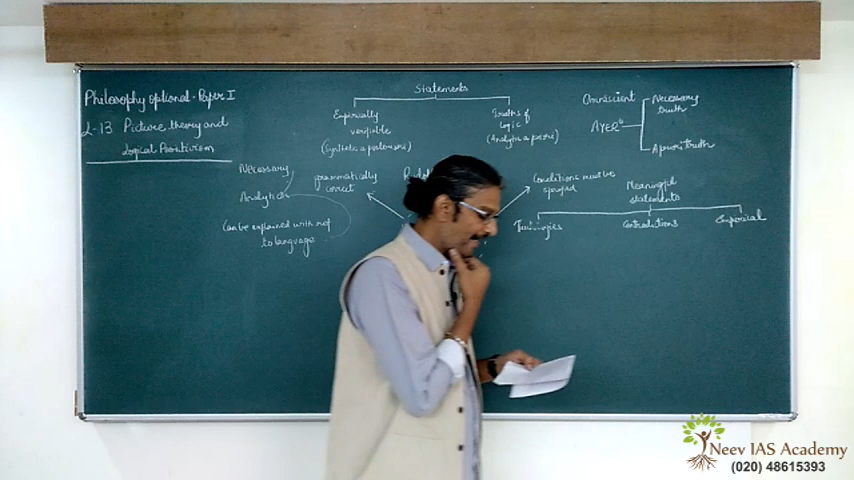 Philosophy optional - Paper I
L-13 Picture theory and
Logical Positivism
Statements
Empirically
verifiable
(Synthetic a posteriori)
Truths of
logic
(Analytic a priori)
Omniscient
AYER
Necessary
truth
A priori truth
Necessary
Analytic
Can be explained with ref
to language
grammatically
correct
Conditions must be
Meaningful
statements
Tautologies
Contradictions
Empirical
Neev IAS Academy
(020) 48615393